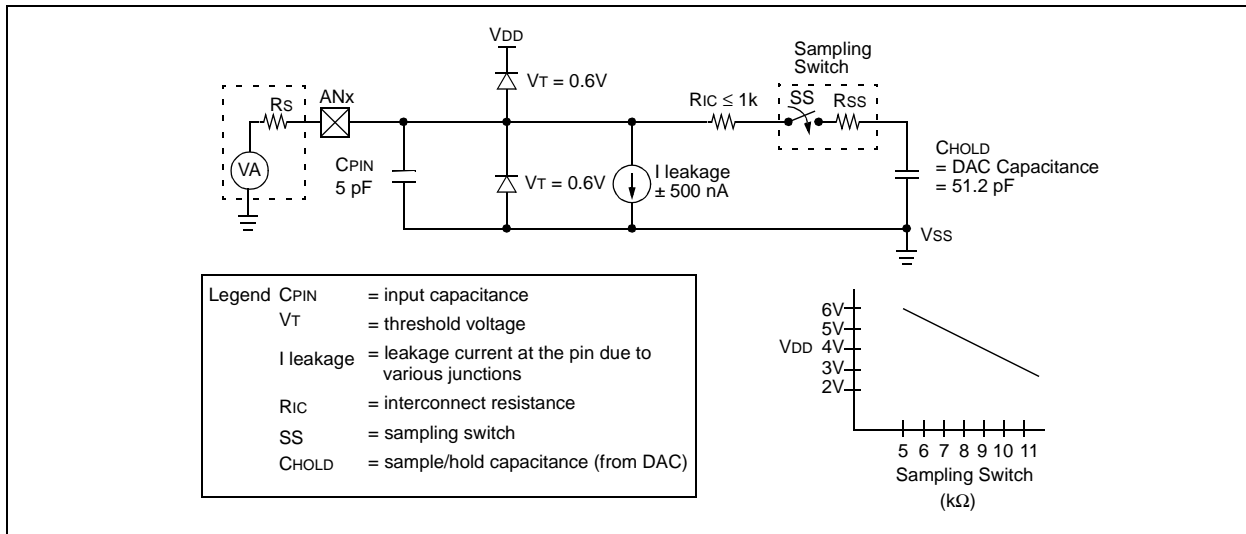 VDD
Sampling
Switch
VT = 0.6V
RS
ANx
RIC ≤ 1k
SS
RSS
VA
CPIN
5 pF
VT = 0.6V
I leakage
± 500 nA
CHOLD
= DAC Capacitance
= 51.2 pF
VSS
Legend CPIN = input capacitance
VT = threshold voltage
I leakage = leakage current at the pin due to
various junctions
RIC = interconnect resistance
SS = sampling switch
CHOLD = sample/hold capacitance (from DAC)
6V
5V
VDD 4V
3V
2V
5 6 7 8 9 10 11
Sampling Switch
(kΩ)